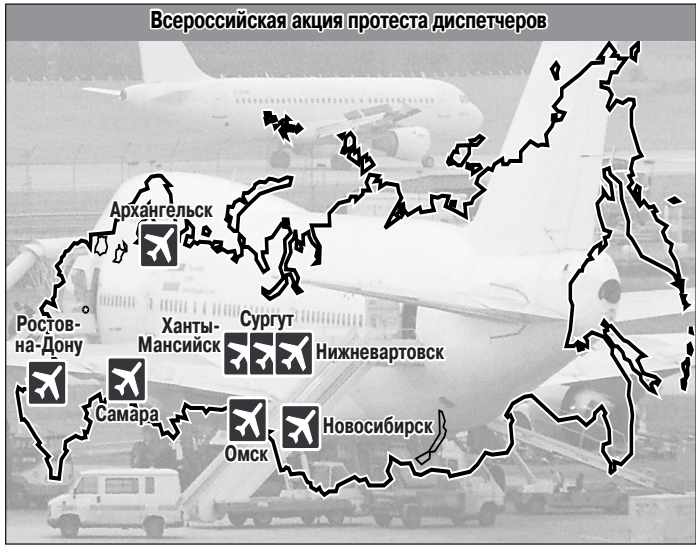 Всероссийская акция протеста диспетчеров
Архангельск
Ростов-
на-Дону
Самара
Ханты-
Мансийск
Сургут
Нижневартовск
Омск
Новосибирск